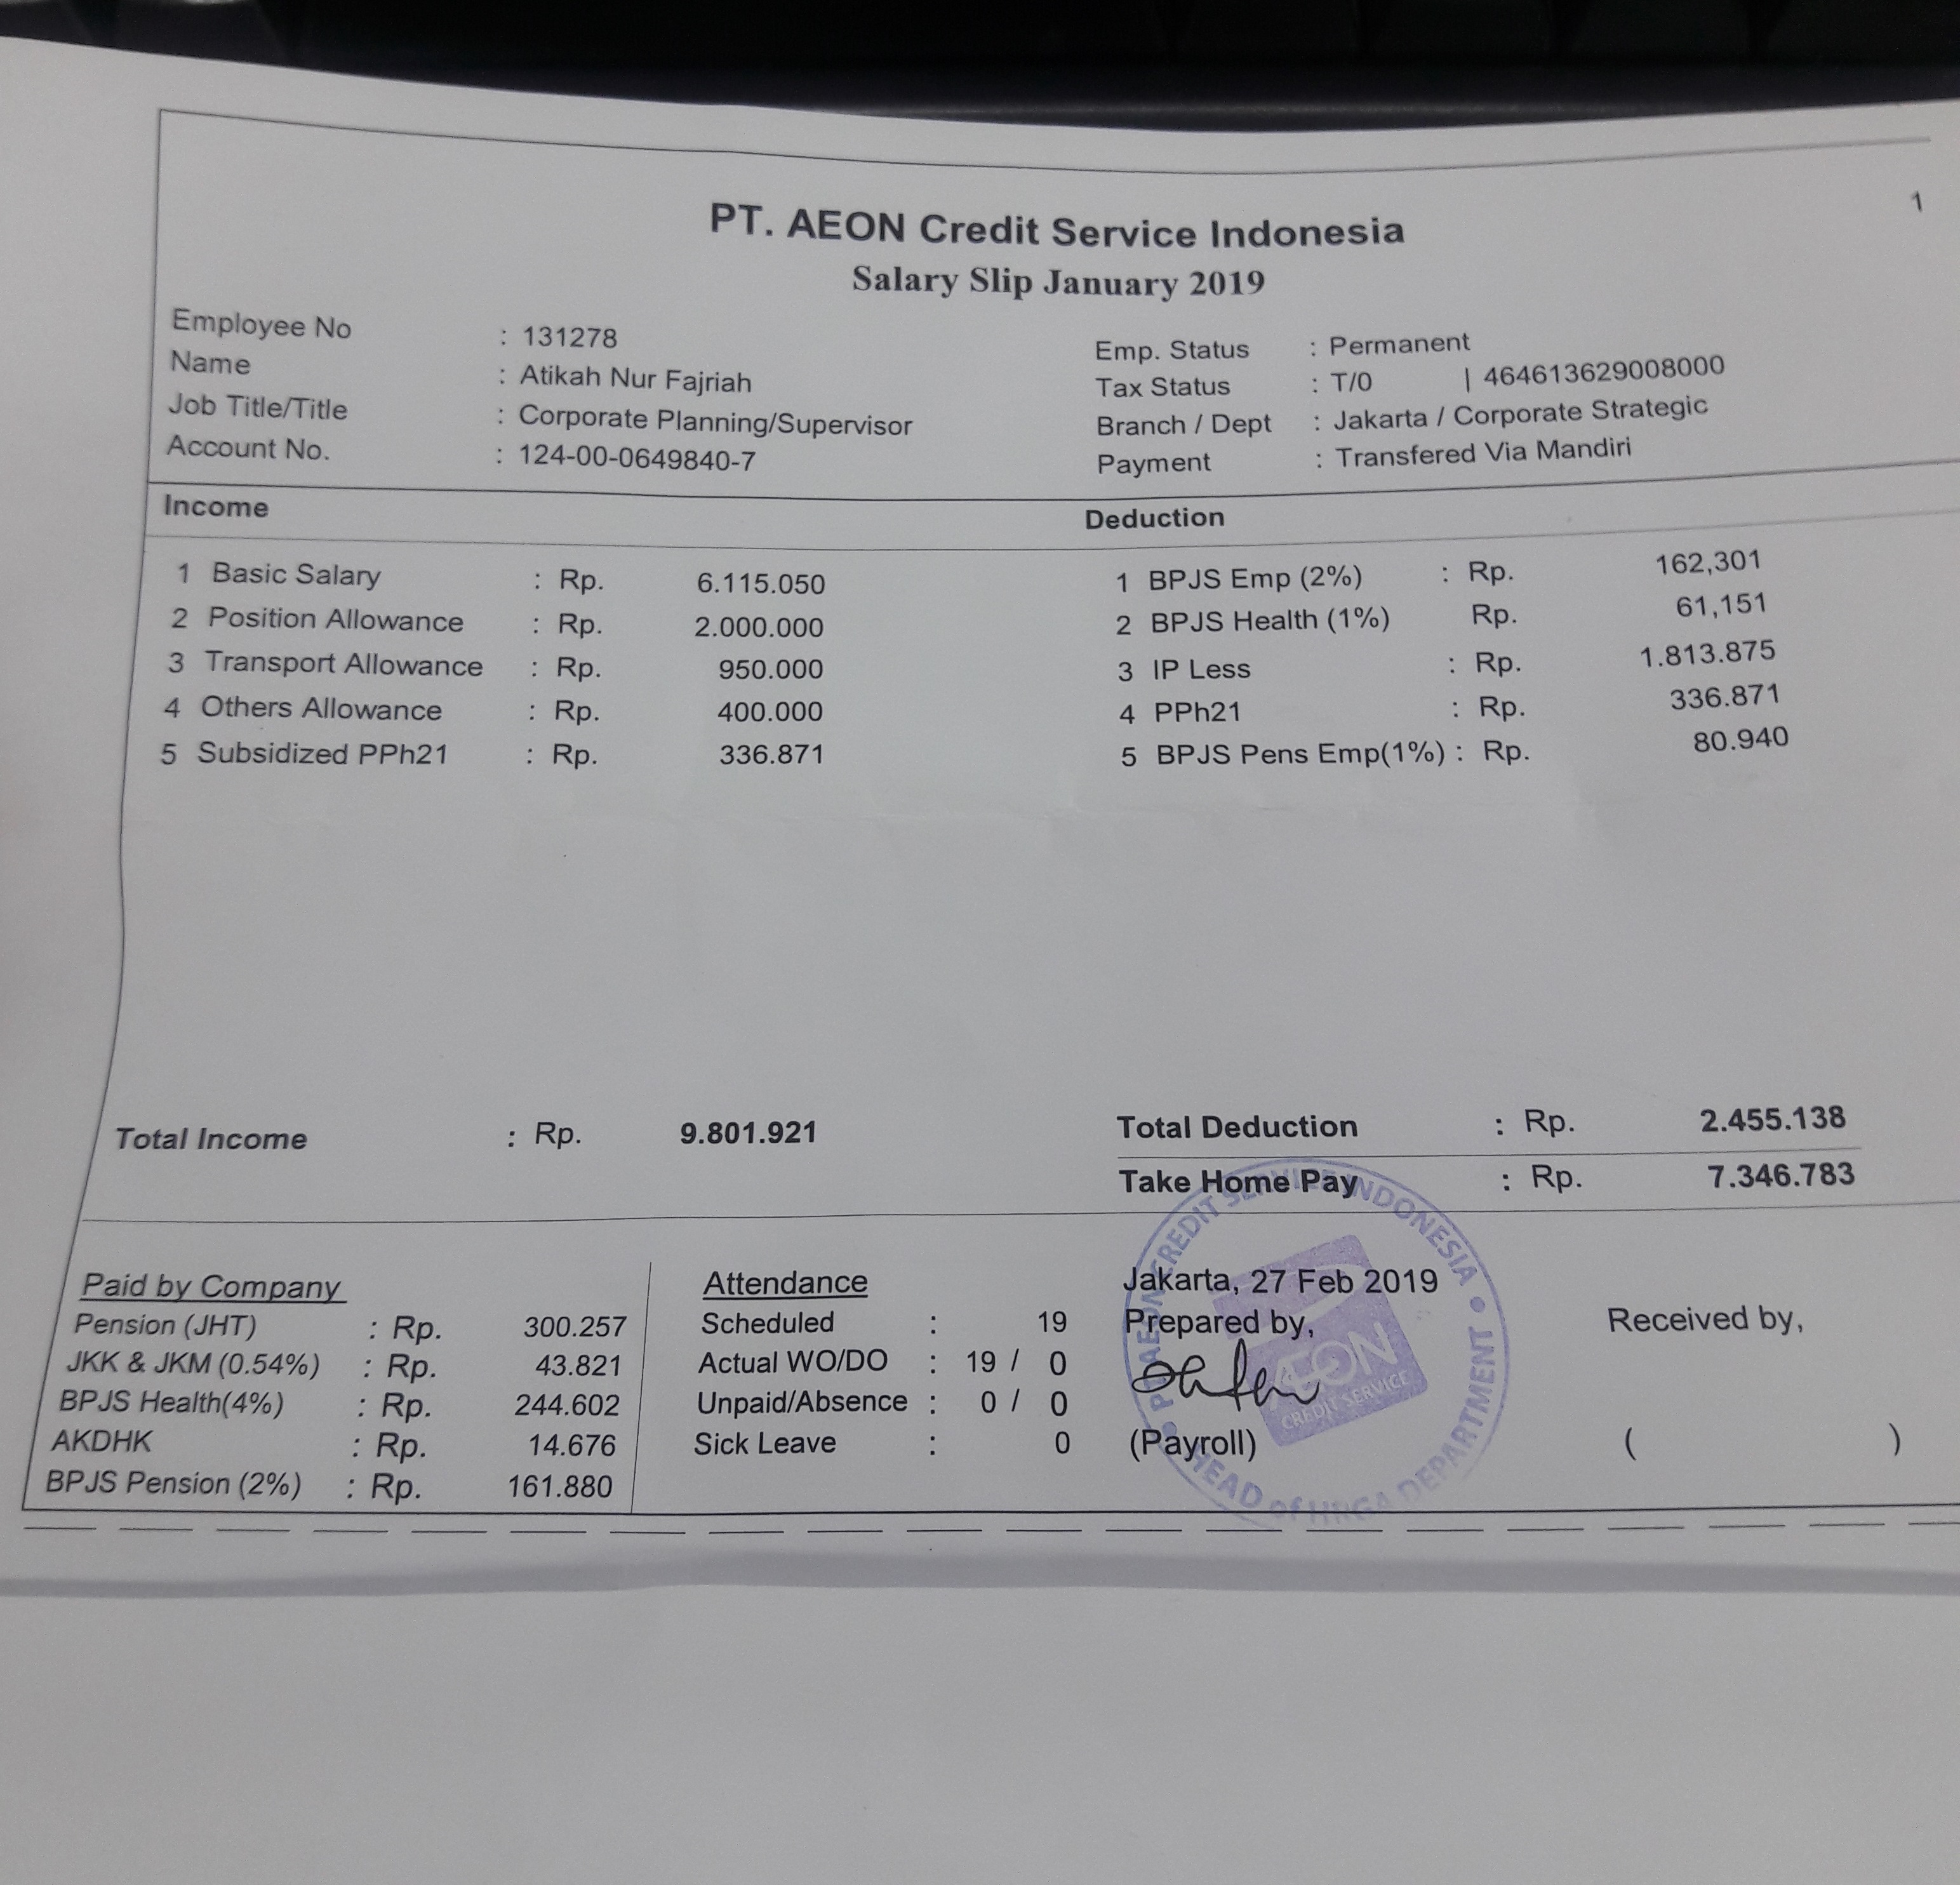 1
PT. AEON Credit Service Indonesia
Salary Slip January 2019
Employee No : 131278 Emp. Status : Permanent
Name : Atikah Nur Fajriah Tax Status : T/0 | 464613629008000
Job Title/Title : Corporate Planning/Supervisor Branch / Dept : Jakarta / Corporate Strategic
Account No. : 124-00-0649840-7 Payment : Transfered Via Mandiri
Income Deduction
1 Basic Salary : Rp. 6.115.050 1 BPJS Emp (2%) : Rp. 162,301
2 Position Allowance : Rp. 2.000.000 2 BPJS Health (1%) Rp. 61,151
3 Transport Allowance : Rp. 950.000 3 IP Less : Rp. 1.813.875
4 Others Allowance : Rp. 400.000 4 PPh21 : Rp. 336.871
5 Subsidized PPh21 : Rp. 336.871 5 BPJS Pens Emp(1%) : Rp. 80.940
Total Income : Rp. 9.801.921 Total Deduction : Rp. 2.455.138
Take Home Pay : Rp. 7.346.783
Paid by Company Attendance Jakarta, 27 Feb 2019
Pension (JHT) : Rp. 300.257 Scheduled : 19 Prepared by, Received by,
JKK & JKM (0.54%) : Rp. 43.821 Actual WO/DO : 19 / 0
BPJS Health(4%) : Rp. 244.602 Unpaid/Absence : 0 / 0
AKDHK : Rp. 14.676 Sick Leave : 0 (Payroll) ( )
BPJS Pension (2%) : Rp. 161.880
PT. AEON CREDIT SERVICE INDONESIA
AEON
CREDIT SERVICE
DEPARTMENT